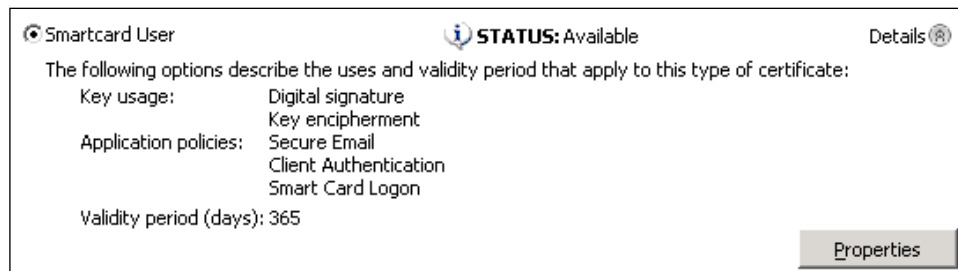 Smartcard User STATUS: Available Details
The following options describe the uses and validity period that apply to this type of certificate:
Key usage: Digital signature
Key encipherment
Application policies: Secure Email
Client Authentication
Smart Card Logon
Validity period (days): 365
Properties